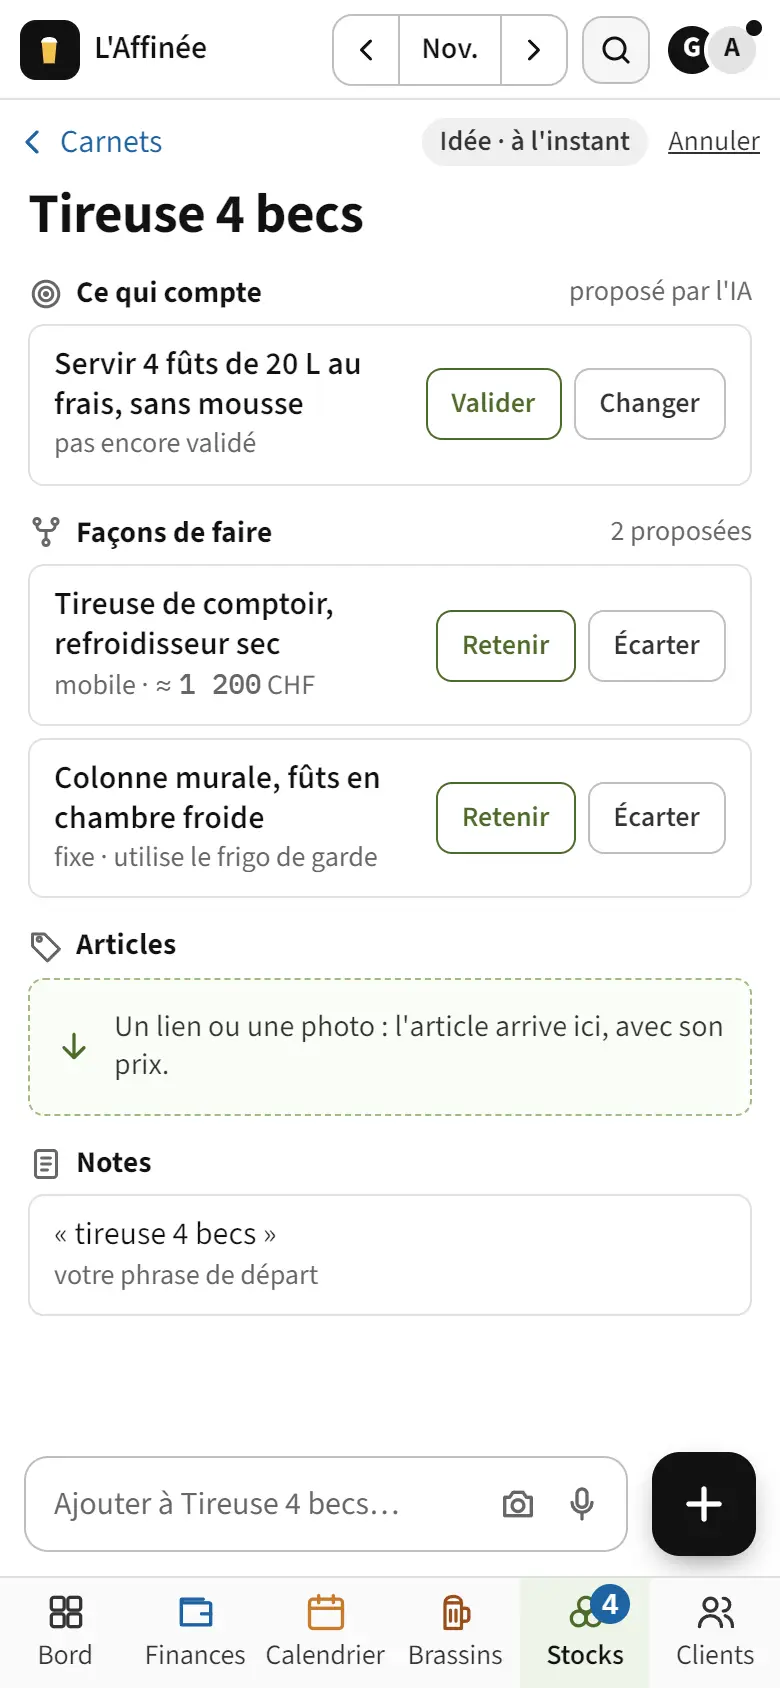 L'Affinée
Nov.
G
A
Carnets
Idée · à l'instant
Annuler
Tireuse 4 becs
Ce qui compte
proposé par l'IA
Servir 4 fûts de 20 L au
frais, sans mousse
pas encore validé
Valider
Changer
Façons de faire
2 proposées
Tireuse de comptoir,
refroidisseur sec
mobile · ≈ 1 200 CHF
Retenir
Écarter
Colonne murale, fûts en
chambre froide
fixe · utilise le frigo de garde
Retenir
Écarter
Articles
Un lien ou une photo : l'article arrive ici, avec son
prix.
Notes
« tireuse 4 becs »
votre phrase de départ
Ajouter à Tireuse 4 becs…
4
Bord
Finances
Calendrier
Brassins
Stocks
Clients